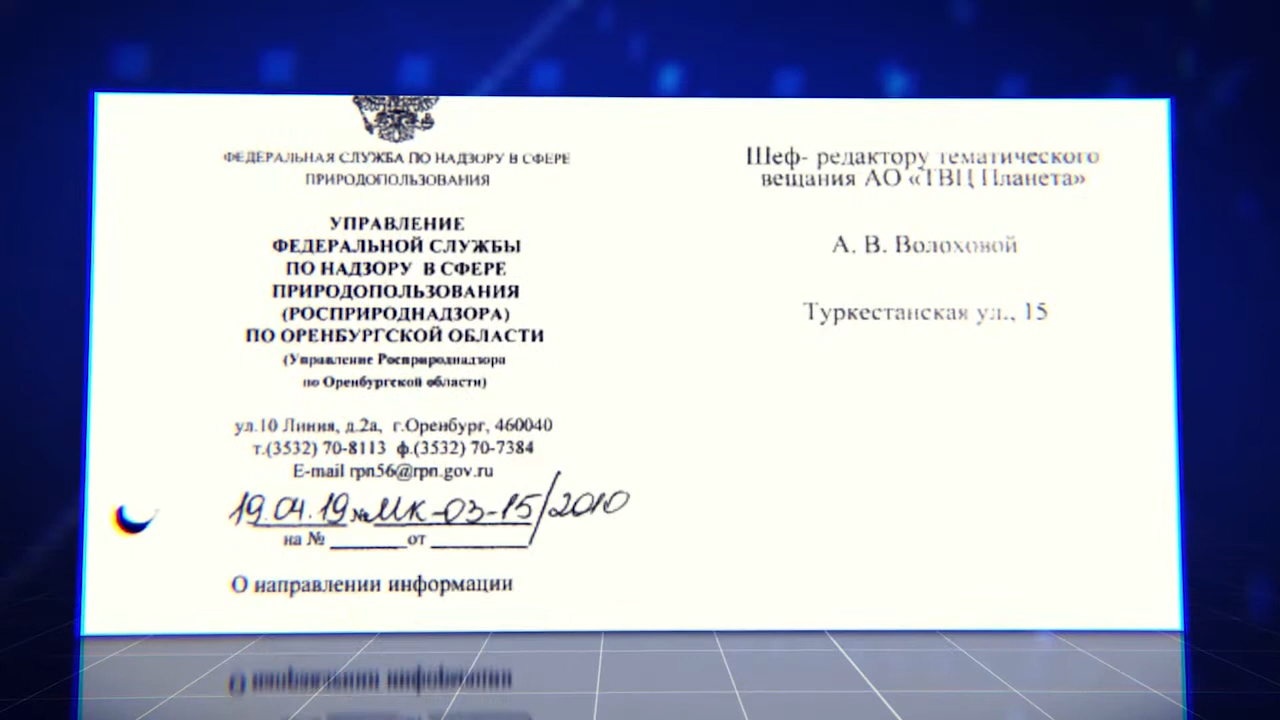 ФЕДЕРАЛЬНАЯ СЛУЖБА ПО НАДЗОРУ В СФЕРЕ
ПРИРОДОПОЛЬЗОВАНИЯ
УПРАВЛЕНИЕ
ФЕДЕРАЛЬНОЙ СЛУЖБЫ
ПО НАДЗОРУ В СФЕРЕ
ПРИРОДОПОЛЬЗОВАНИЯ
(РОСПРИРОДНАДЗОРА)
ПО ОРЕНБУРГСКОЙ ОБЛАСТИ
(Управление Росприроднадзора
по Оренбургской области)
ул.10 Линия, д.2а, г.Оренбург, 460040
т.(3532) 70-8113 ф.(3532) 70-7384
E-mail rpn56@rpn.gov.ru
19.04.19 № МК-03-15/2010
на № ________от __________
О направлении информации
Шеф- редактору тематического
вещания АО «ТВЦ Планета»
А. В. Волоховой
Туркестанская ул., 15